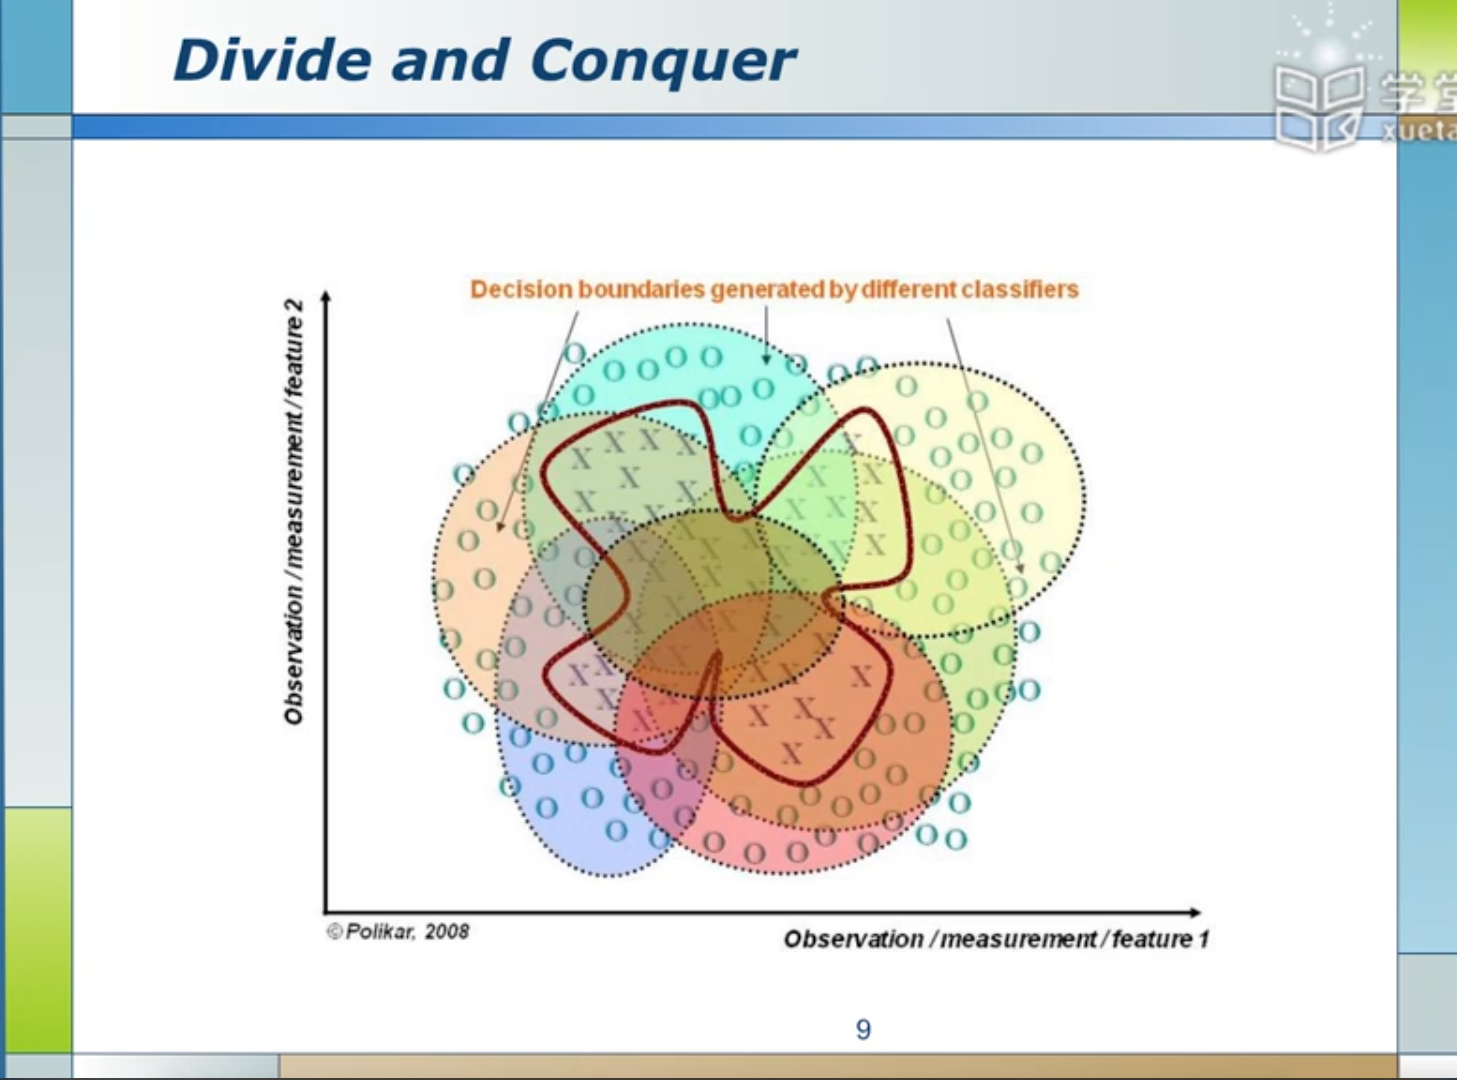 Divide and Conquer
学堂
xueta
Decision boundaries generated by different classifiers
Observation / measurement / feature 2
© Polikar, 2008
Observation / measurement / feature 1
9